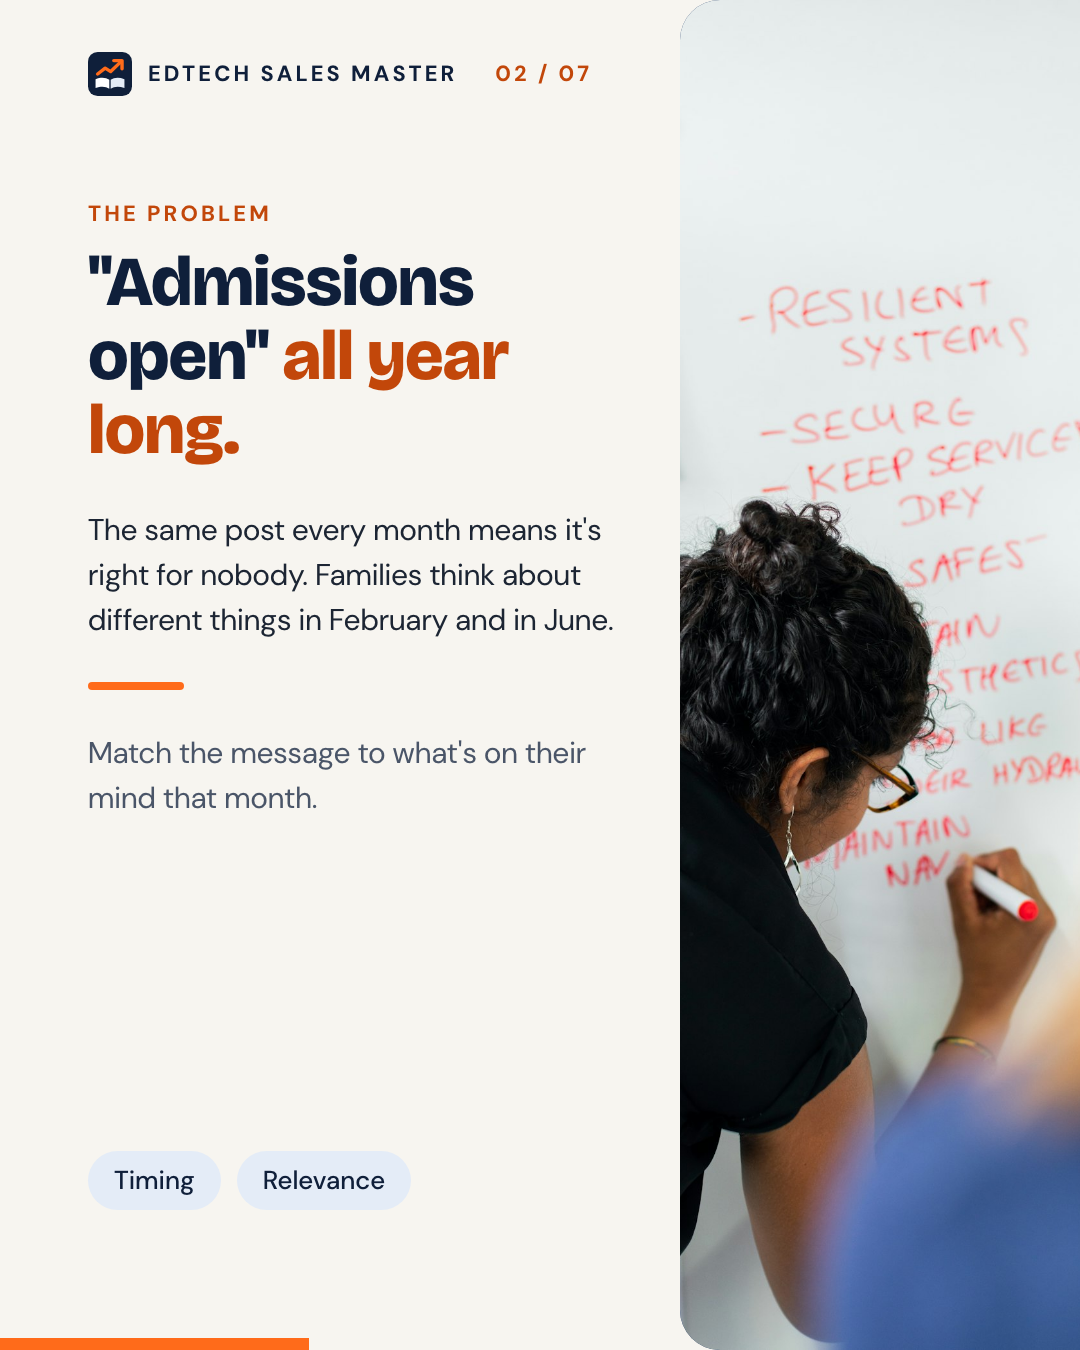 EDTECH SALES MASTER 02 / 07
THE PROBLEM
"Admissions
open" all year
long.
The same post every month means it's
right for nobody. Families think about
different things in February and in June.
Match the message to what's on their
mind that month.
Timing Relevance
- RESILIENT
SYSTEMS
- SECURE
- KEEP SERVICE
DRY
SAFES
LIKE
MAINTAIN
NAV